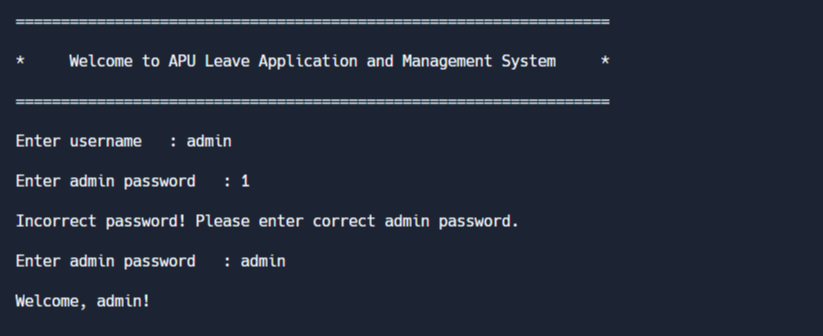 ==================================================================
*     Welcome to APU Leave Application and Management System     *
==================================================================
Enter username   : admin
Enter admin password   : 1
Incorrect password! Please enter correct admin password.
Enter admin password   : admin
Welcome, admin!